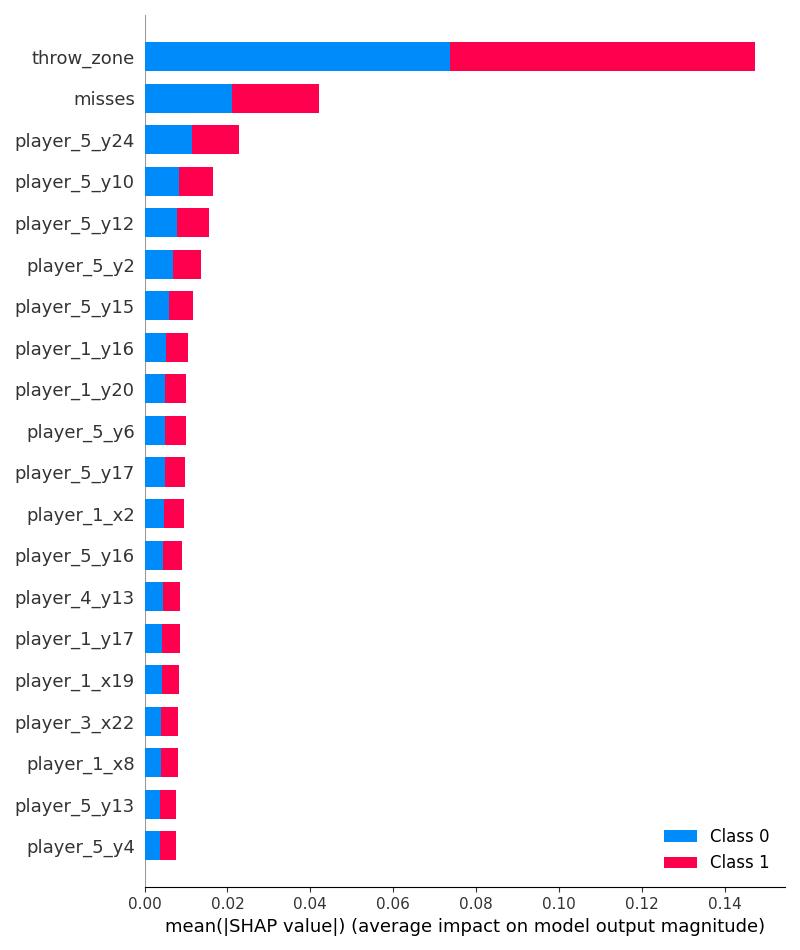 throw_zone
misses
player_5_y24
player_5_y10
player_5_y12
player_5_y2
player_5_y15
player_1_y16
player_1_y20
player_5_y6
player_5_y17
player_1_x2
player_5_y16
player_4_y13
player_1_y17
player_1_x19
player_3_x22
player_1_x8
player_5_y13
player_5_y4
Class 0
Class 1
0.00 0.02 0.04 0.06 0.08 0.10 0.12 0.14
mean(|SHAP value|) (average impact on model output magnitude)